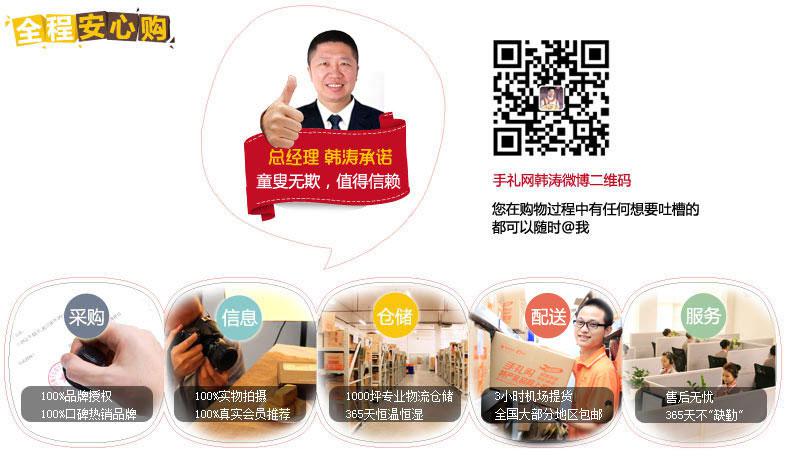 全程安心购
总经理 韩涛承诺
童叟无欺，值得信赖
手礼网韩涛微博二维码
您在购物过程中有任何想要吐槽的
都可以随时@我
采购
100%品牌授权
100%口碑热销品牌
信息
100%实物拍摄
100%真实会员推荐
仓储
1000坪专业物流仓储
365天恒温恒湿
配送
手礼网
3小时机场提货
全国大部分地区包邮
服务
售后无忧
365天不“缺勤”